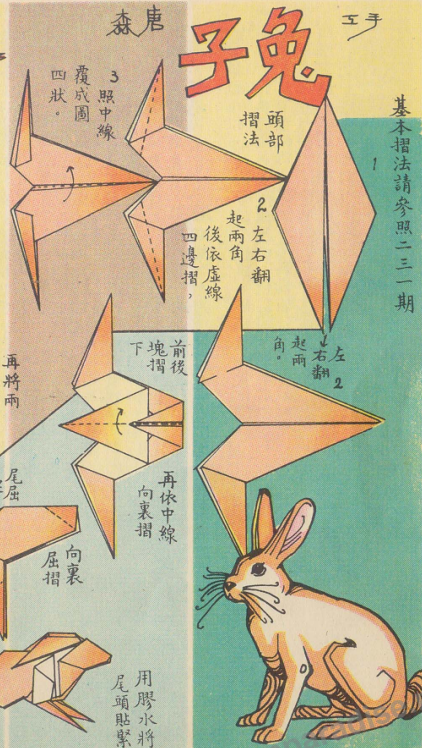 手工
兔子
唐森
基本摺法請參照二三一期
1
頭部
摺法
2 左右翻
起兩角
後依虛線
四邊摺，
3 照中線
覆成圖
四狀。
2
左
右翻
起兩
角。
前後
塊摺
下
再依中線
向裏摺
再將兩
尾屈
向裏
屈摺
用膠水將
尾頭貼緊